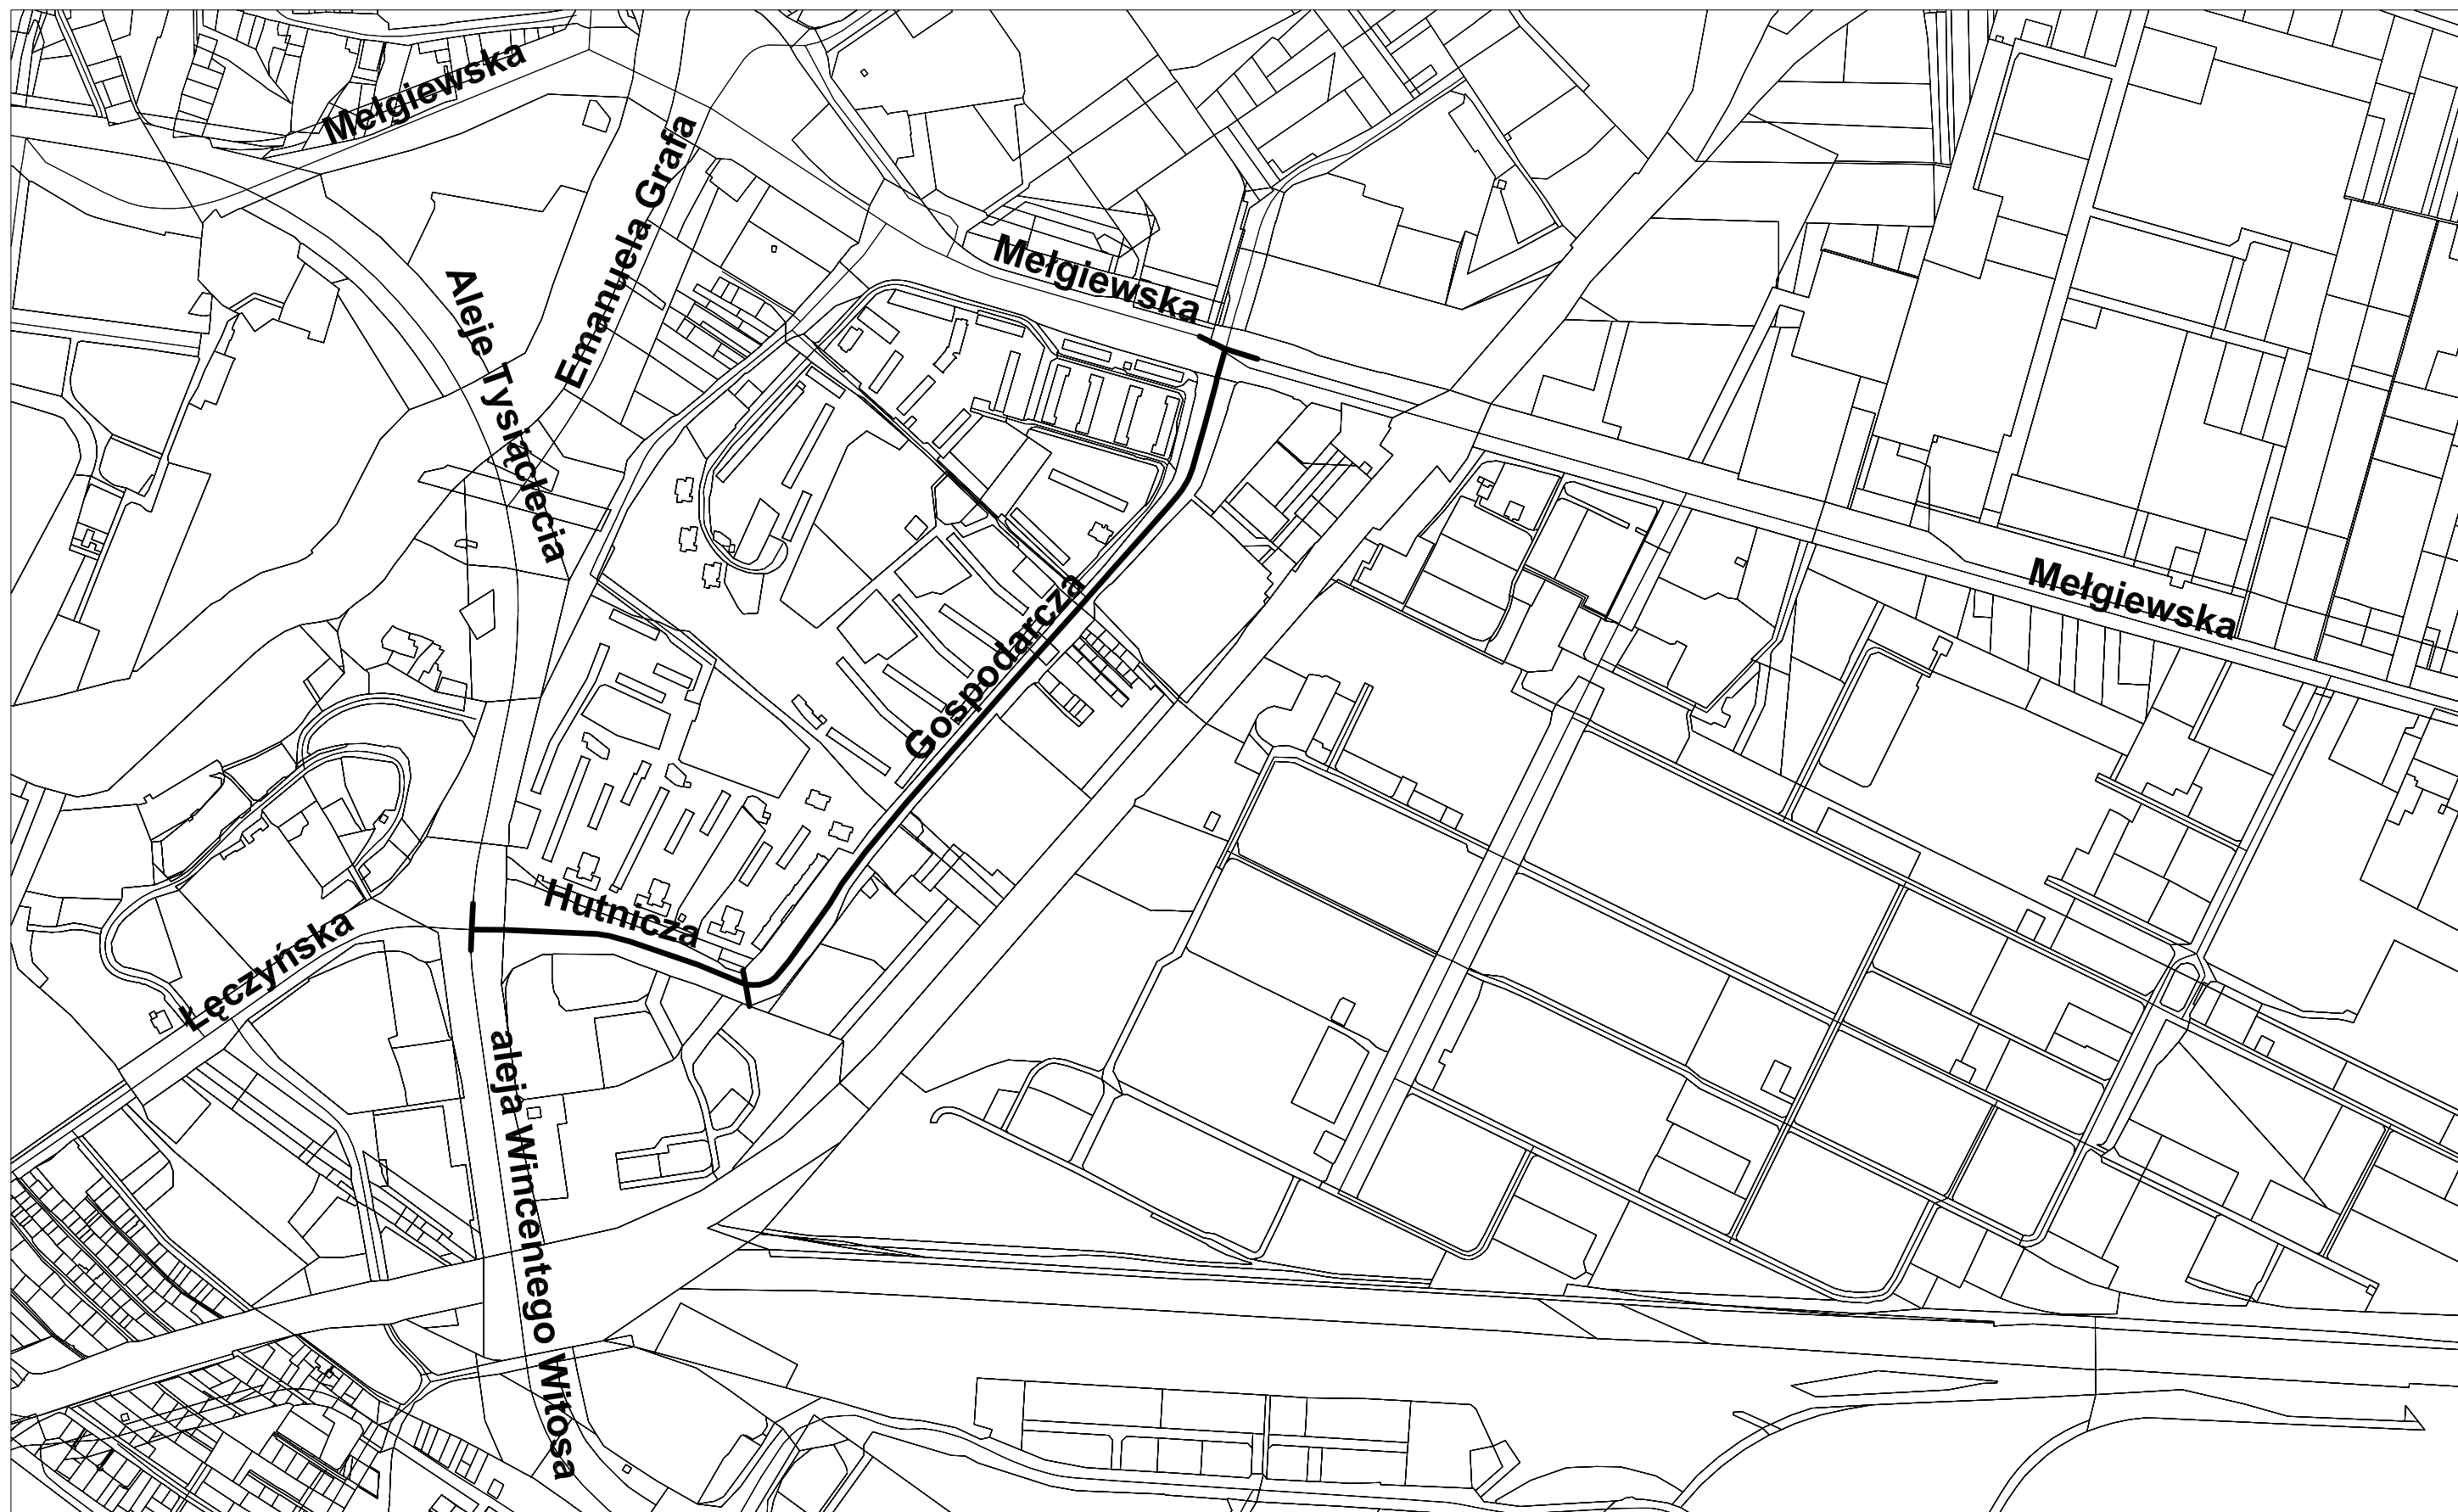 Mełgiewska
Emanuela Grafa
Aleje Tysiąclecia
Mełgiewska
Mełgiewska
Gospodarcza
Hutnicza
Łęczyńska
aleja Wincentego Witosa